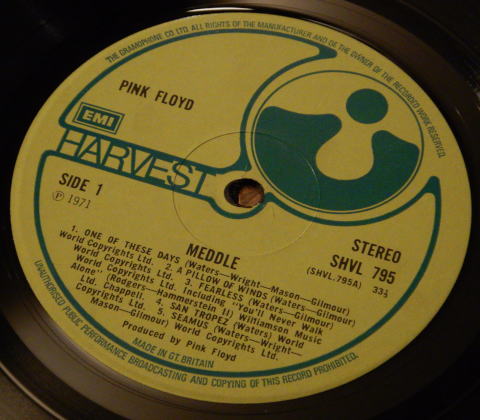 THE GRAMOPHONE CO LTD. ALL RIGHTS OF THE MANUFACTURER AND OF THE OWNER OF THE RECORDED WORK RESERVED.
PINK FLOYD
EMI
HARVEST
SIDE 1
℗ 1971
MEDDLE
STEREO
SHVL 795
(SHVL.795A) 33⅓
1. ONE OF THESE DAYS (Waters-Wright-Mason-Gilmour)
World Copyrights Ltd. 2. A PILLOW OF WINDS (Waters-Gilmour)
World Copyrights Ltd. 3. FEARLESS (Waters-Gilmour)
World Copyrights Ltd. Including "You'll Never Walk
Alone" (Rodgers-Hammerstein II) Williamson Music
Ltd. Chappell. 4. SAN TROPEZ (Waters) World
Copyrights Ltd. 5. SEAMUS (Waters-Wright-
Mason-Gilmour) World Copyrights Ltd.
Produced by Pink Floyd
MADE IN GT. BRITAIN
UNAUTHORISED PUBLIC PERFORMANCE BROADCASTING AND COPYING OF THIS RECORD PROHIBITED.